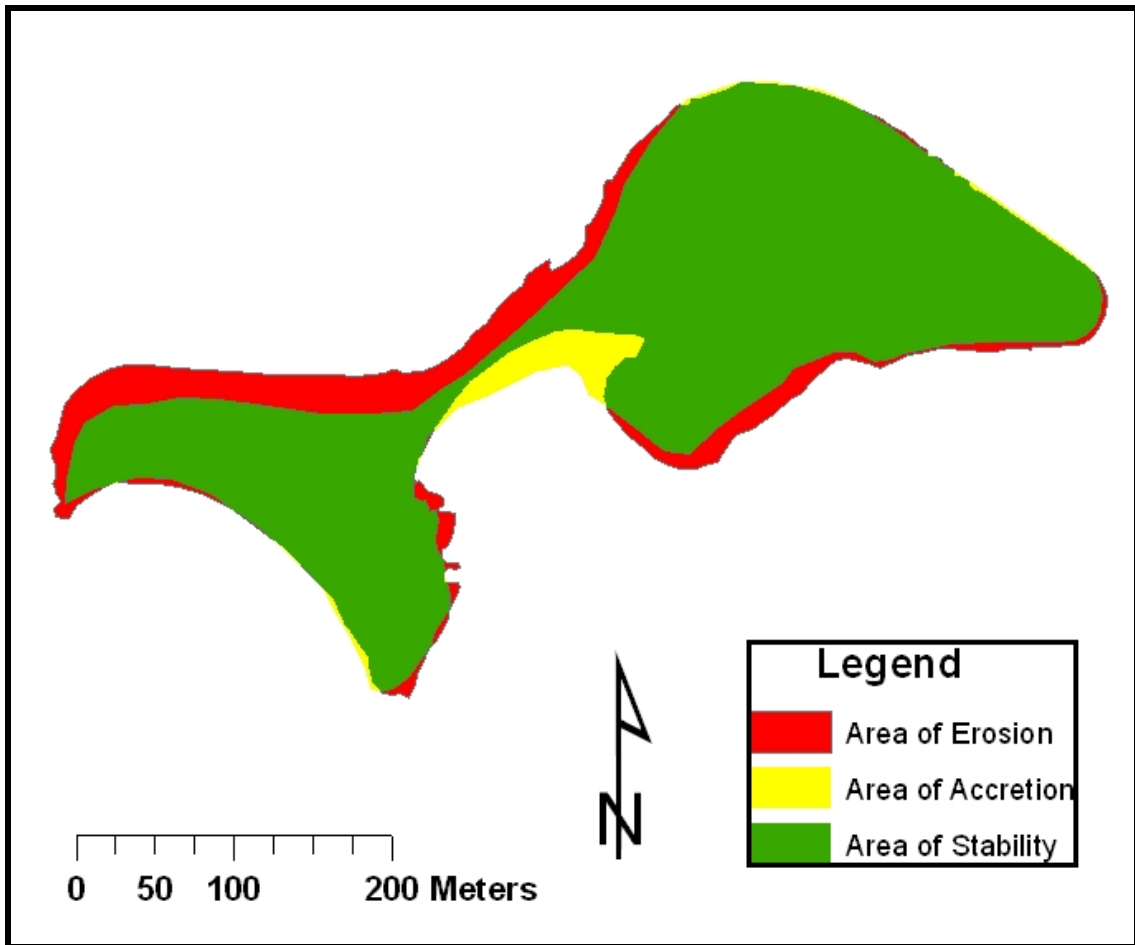 Legend
Area of Erosion
Area of Accretion
Area of Stability
N
0 50 100 200 Meters